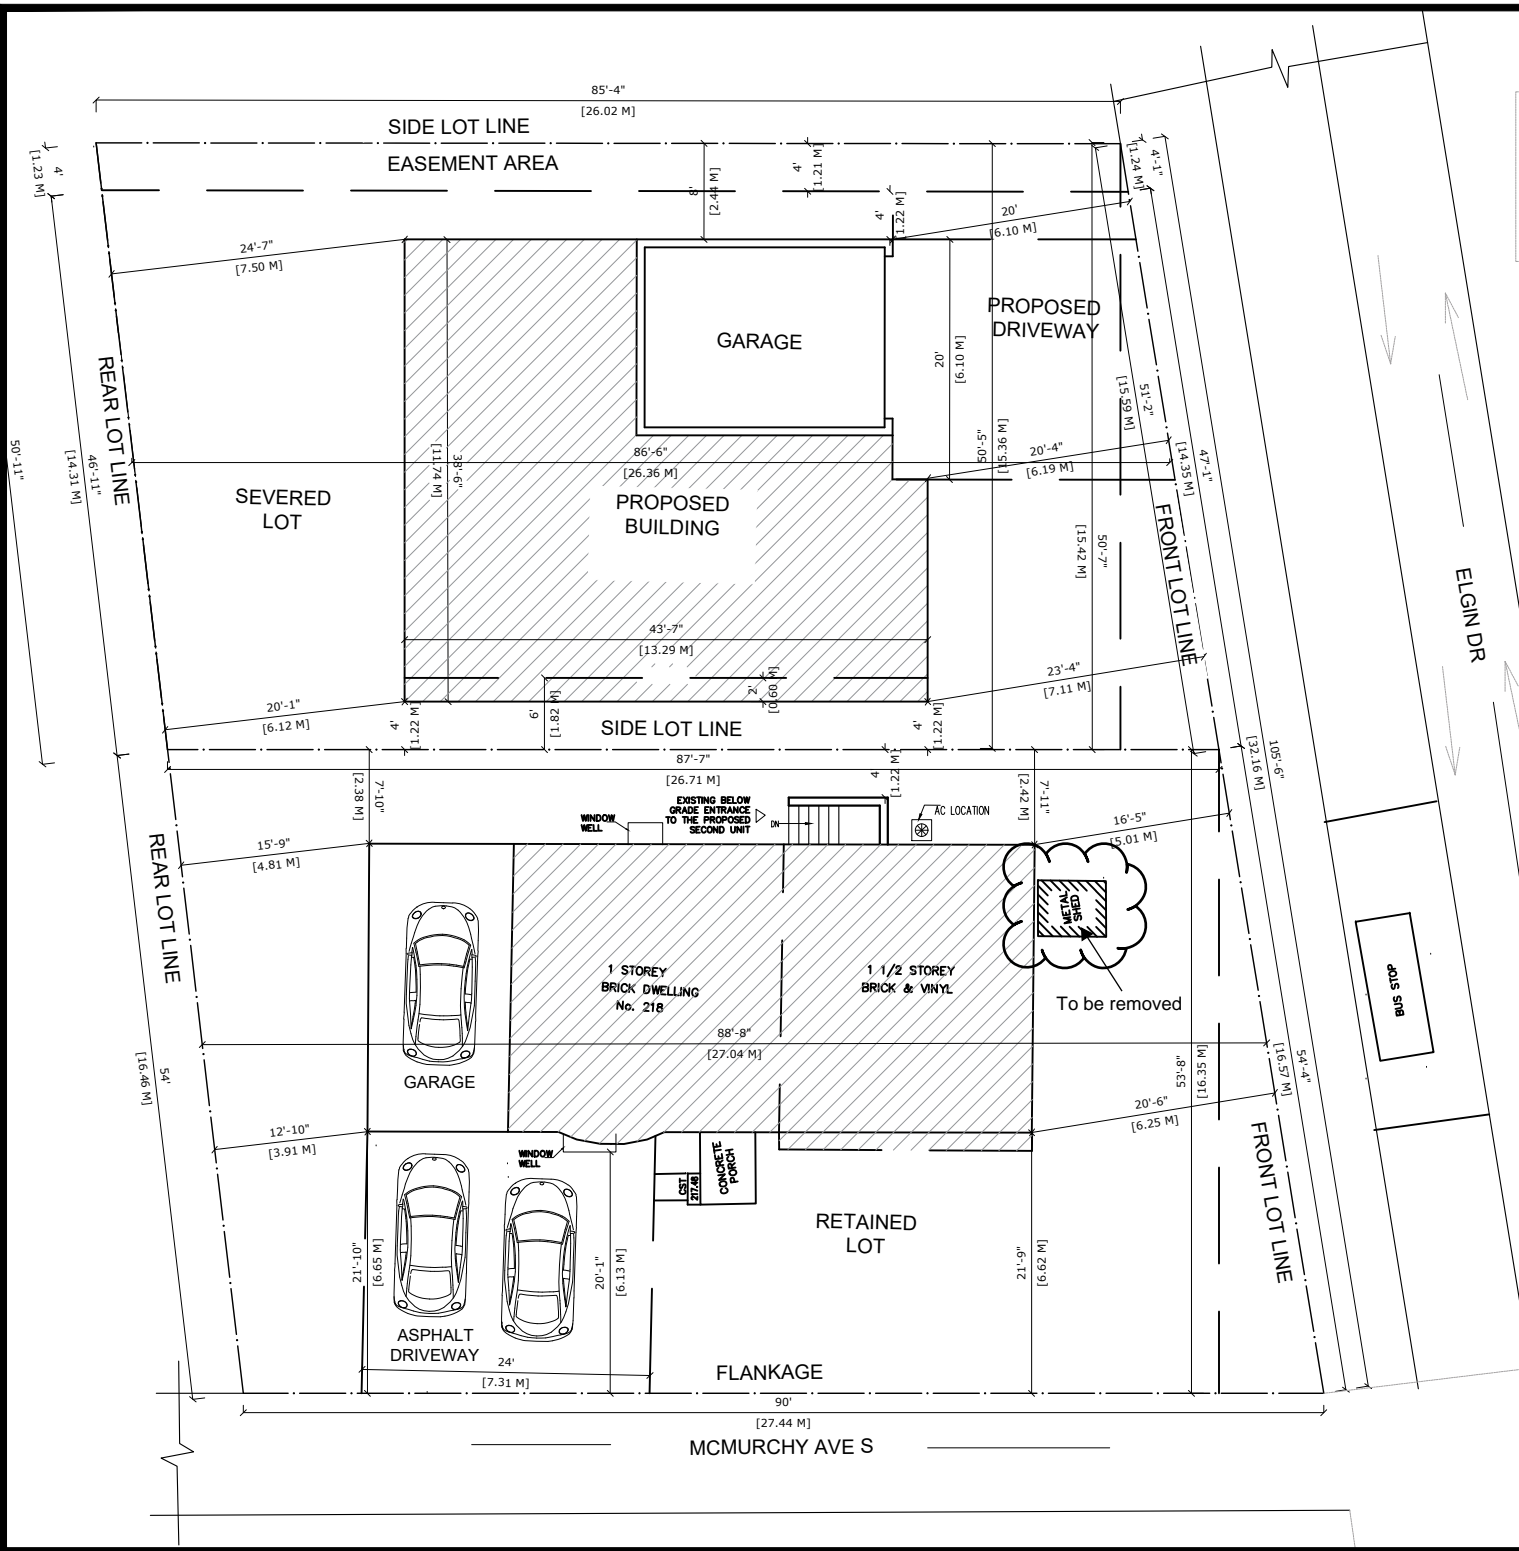 85'-4"
[26.02 M]
SIDE LOT LINE
EASEMENT AREA
4'
[1.23 M]
8'
[2.44 M]
4'
[1.21 M]
4'
[1.22 M]
4'-1"
[1.24 M]
20'
[6.10 M]
24'-7"
[7.50 M]
PROPOSED
DRIVEWAY
GARAGE
20'
[6.10 M]
REAR LOT LINE
50'-11"
46'-11"
[14.31 M]
38'-6"
[11.74 M]
86'-6"
[26.36 M]
50'-5"
[15.36 M]
51'-2"
[15.59 M]
20'-4"
[6.19 M]
47'-1"
[14.35 M]
SEVERED
LOT
PROPOSED
BUILDING
50'-7"
[15.42 M]
FRONT LOT LINE
ELGIN DR
43'-7"
[13.29 M]
2'
[0.60 M]
23'-4"
[7.11 M]
20'-1"
[6.12 M]
4'
[1.22 M]
6'
[1.82 M]
SIDE LOT LINE
4'
[1.22 M]
105'-6"
[32.16 M]
87'-7"
[26.71 M]
7'-10"
[2.38 M]
4
[1.22 M]
7'-11"
[2.42 M]
EXISTING BELOW
GRADE ENTRANCE
TO THE PROPOSED
SECOND UNIT
WINDOW
WELL
DN
AC LOCATION
16'-5"
[5.01 M]
15'-9"
[4.81 M]
REAR LOT LINE
METAL
SHED
1 STOREY
BRICK DWELLING
No. 218
1 1/2 STOREY
BRICK & VINYL
To be removed
BUS STOP
88'-8"
[27.04 M]
GARAGE
54'
[16.46 M]
53'-8"
[16.35 M]
54'-4"
[16.57 M]
20'-6"
[6.25 M]
12'-10"
[3.91 M]
WINDOW
WELL
CONCRETE
PORCH
CST
217.48
FRONT LOT LINE
RETAINED
LOT
21'-10"
[6.65 M]
20'-1"
[6.13 M]
21'-9"
[6.62 M]
ASPHALT
DRIVEWAY
24'
[7.31 M]
FLANKAGE
90'
[27.44 M]
MCMURCHY AVE S